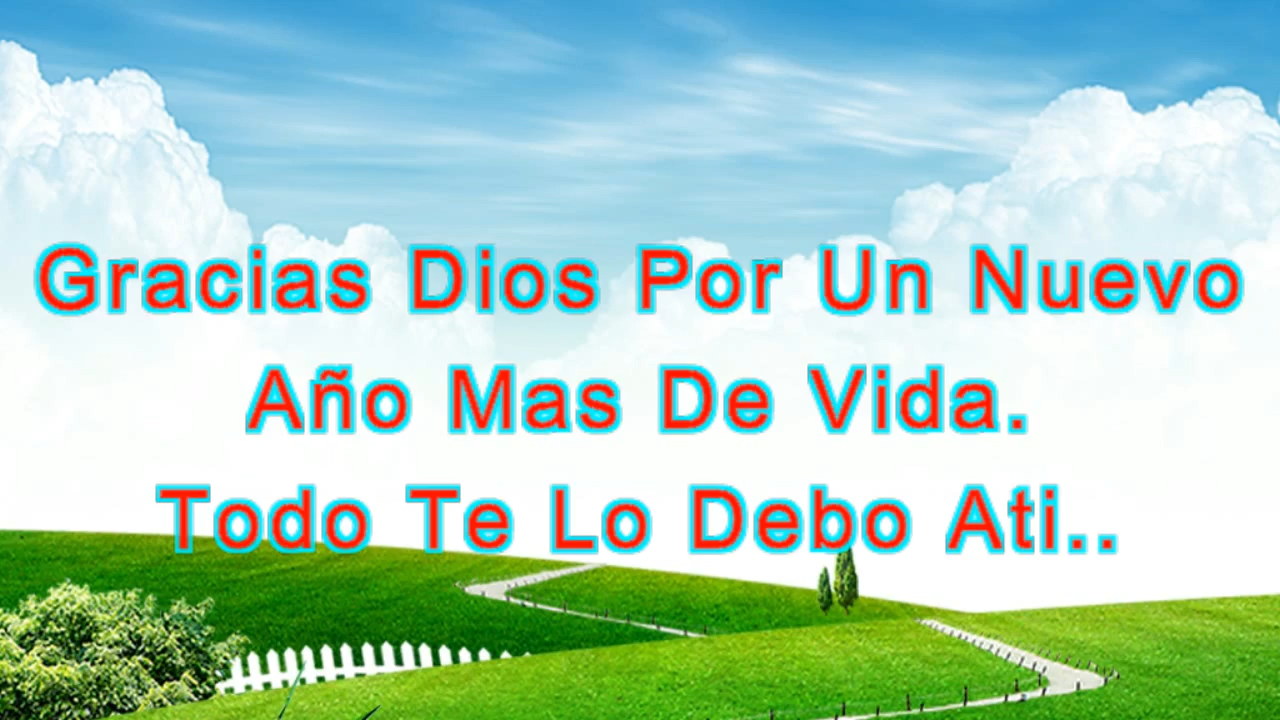 Gracias Dios Por Un Nuevo
Año Mas De Vida.
Todo Te Lo Debo Ati..